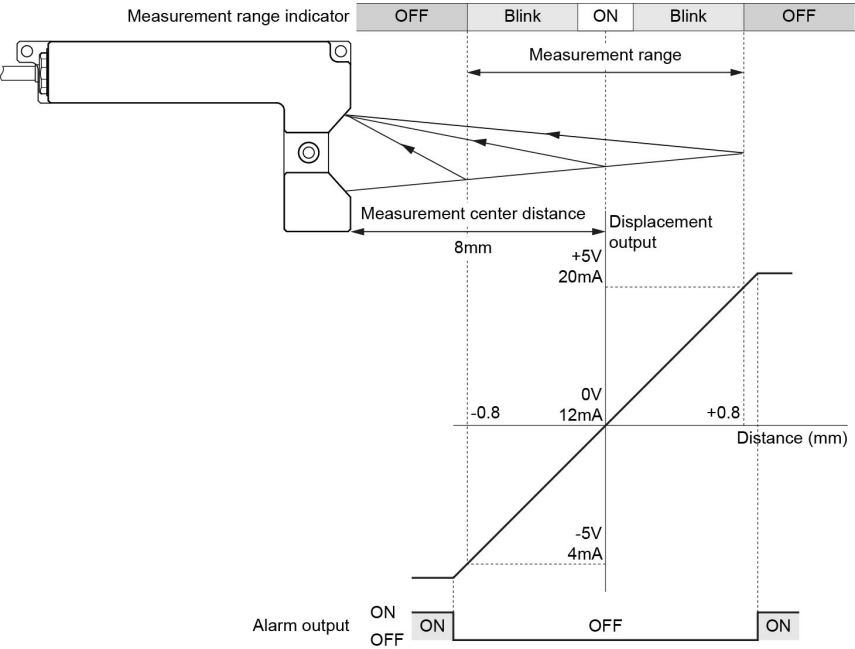 Measurement range indicator OFF Blink ON Blink OFF
Measurement range
Measurement center distance
8mm
Displacement
output
+5V
20mA
0V
12mA
-0.8
+0.8
Distance (mm)
-5V
4mA
Alarm output
ON
OFF
ON OFF ON